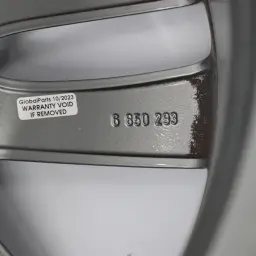 GlobalParts 10/2023
WARRANTY VOID
IF REMOVED
6 850 293